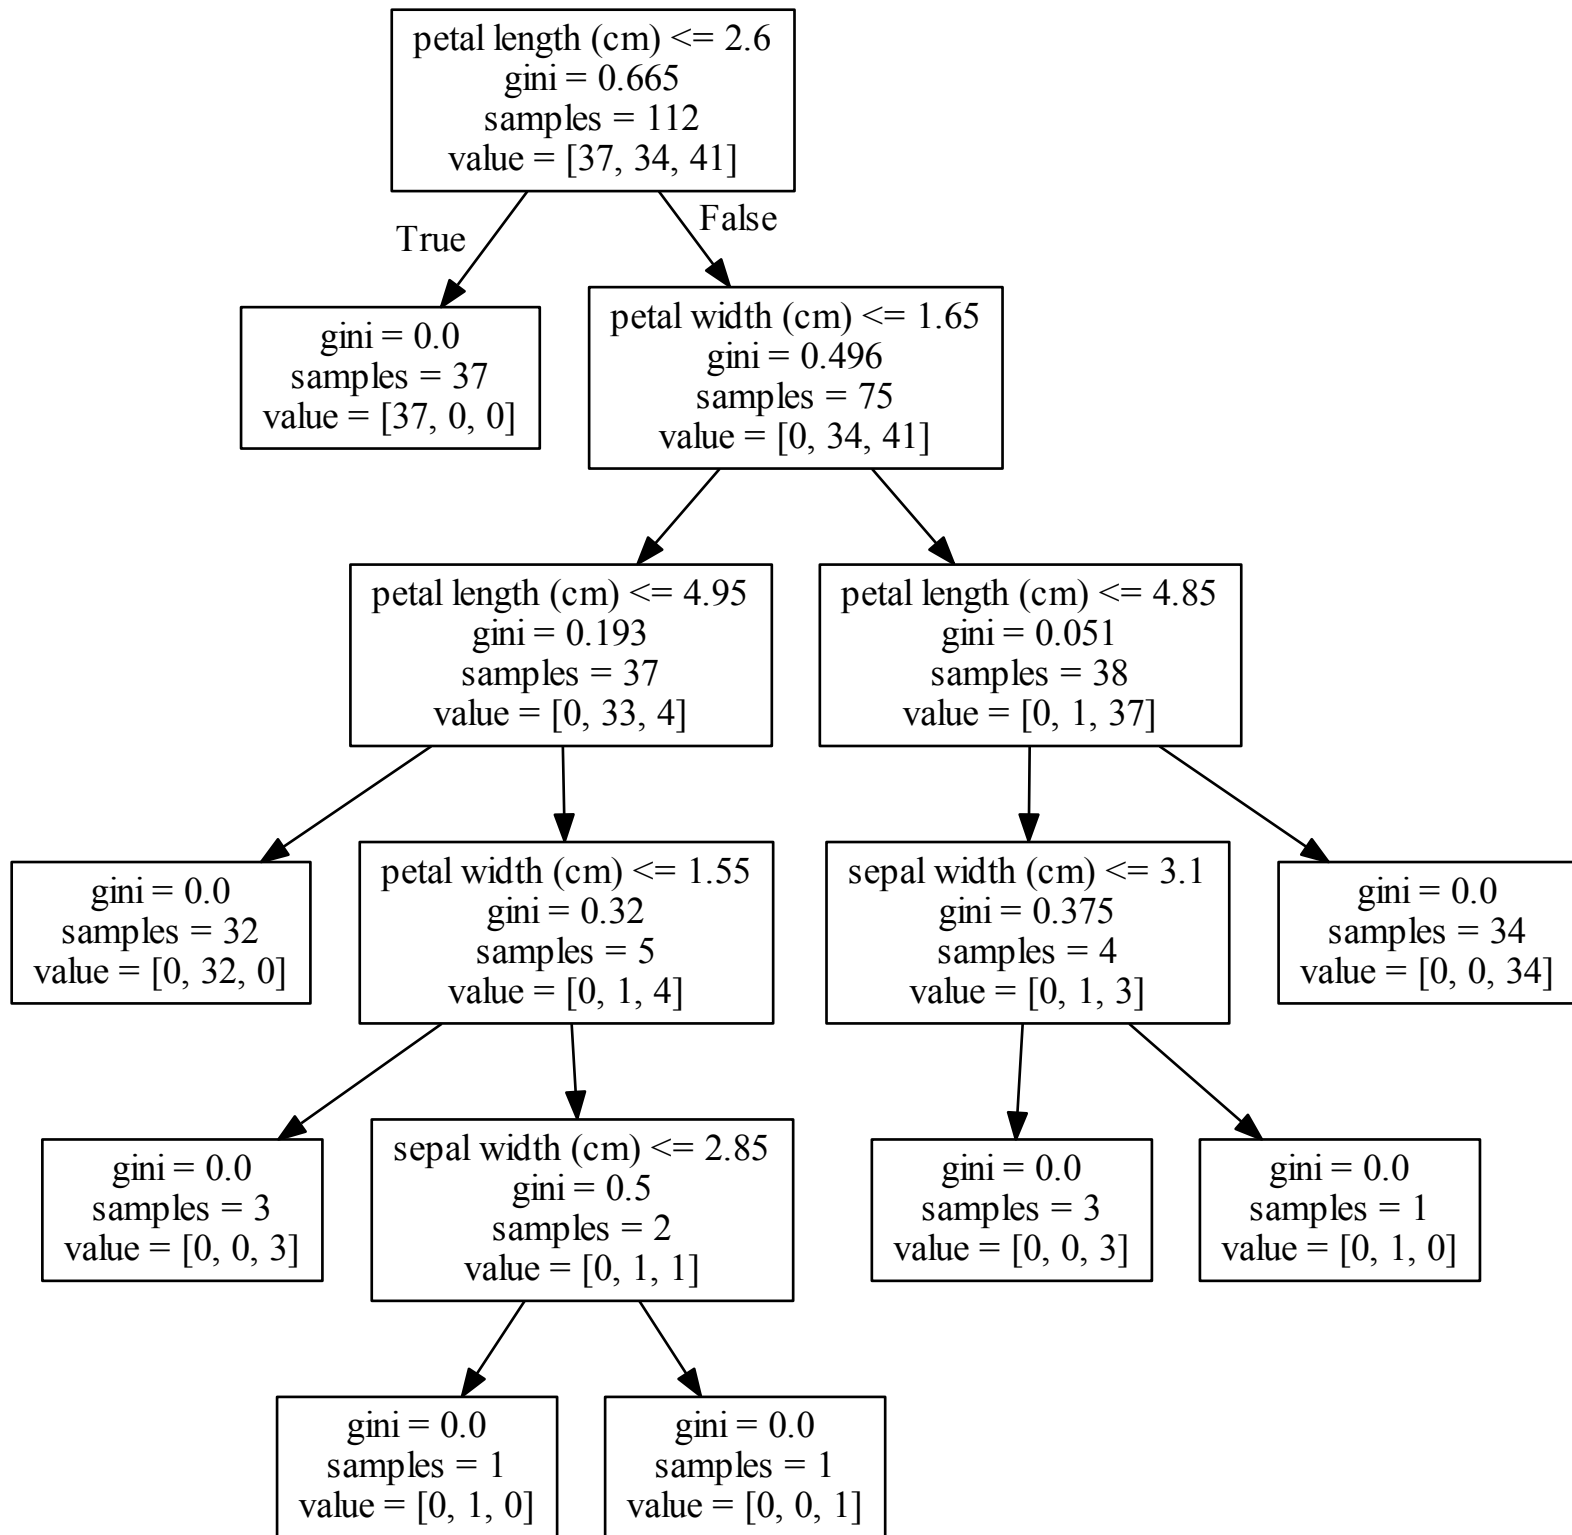 petal length (cm) <= 2.6
gini = 0.665
samples = 112
value = [37, 34, 41]
True
False
gini = 0.0
samples = 37
value = [37, 0, 0]
petal width (cm) <= 1.65
gini = 0.496
samples = 75
value = [0, 34, 41]
petal length (cm) <= 4.95
gini = 0.193
samples = 37
value = [0, 33, 4]
petal length (cm) <= 4.85
gini = 0.051
samples = 38
value = [0, 1, 37]
gini = 0.0
samples = 32
value = [0, 32, 0]
petal width (cm) <= 1.55
gini = 0.32
samples = 5
value = [0, 1, 4]
sepal width (cm) <= 3.1
gini = 0.375
samples = 4
value = [0, 1, 3]
gini = 0.0
samples = 34
value = [0, 0, 34]
gini = 0.0
samples = 3
value = [0, 0, 3]
sepal width (cm) <= 2.85
gini = 0.5
samples = 2
value = [0, 1, 1]
gini = 0.0
samples = 3
value = [0, 0, 3]
gini = 0.0
samples = 1
value = [0, 1, 0]
gini = 0.0
samples = 1
value = [0, 1, 0]
gini = 0.0
samples = 1
value = [0, 0, 1]